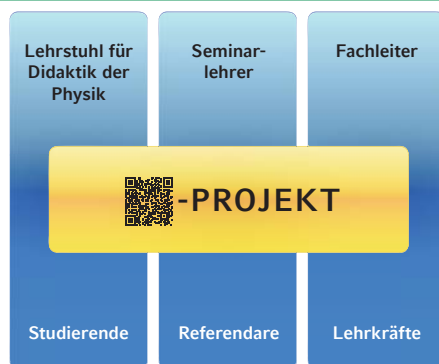 Lehrstuhl für
Didaktik der
Physik
Seminar-
lehrer
Fachleiter
-PROJEKT
Studierende
Referendare
Lehrkräfte